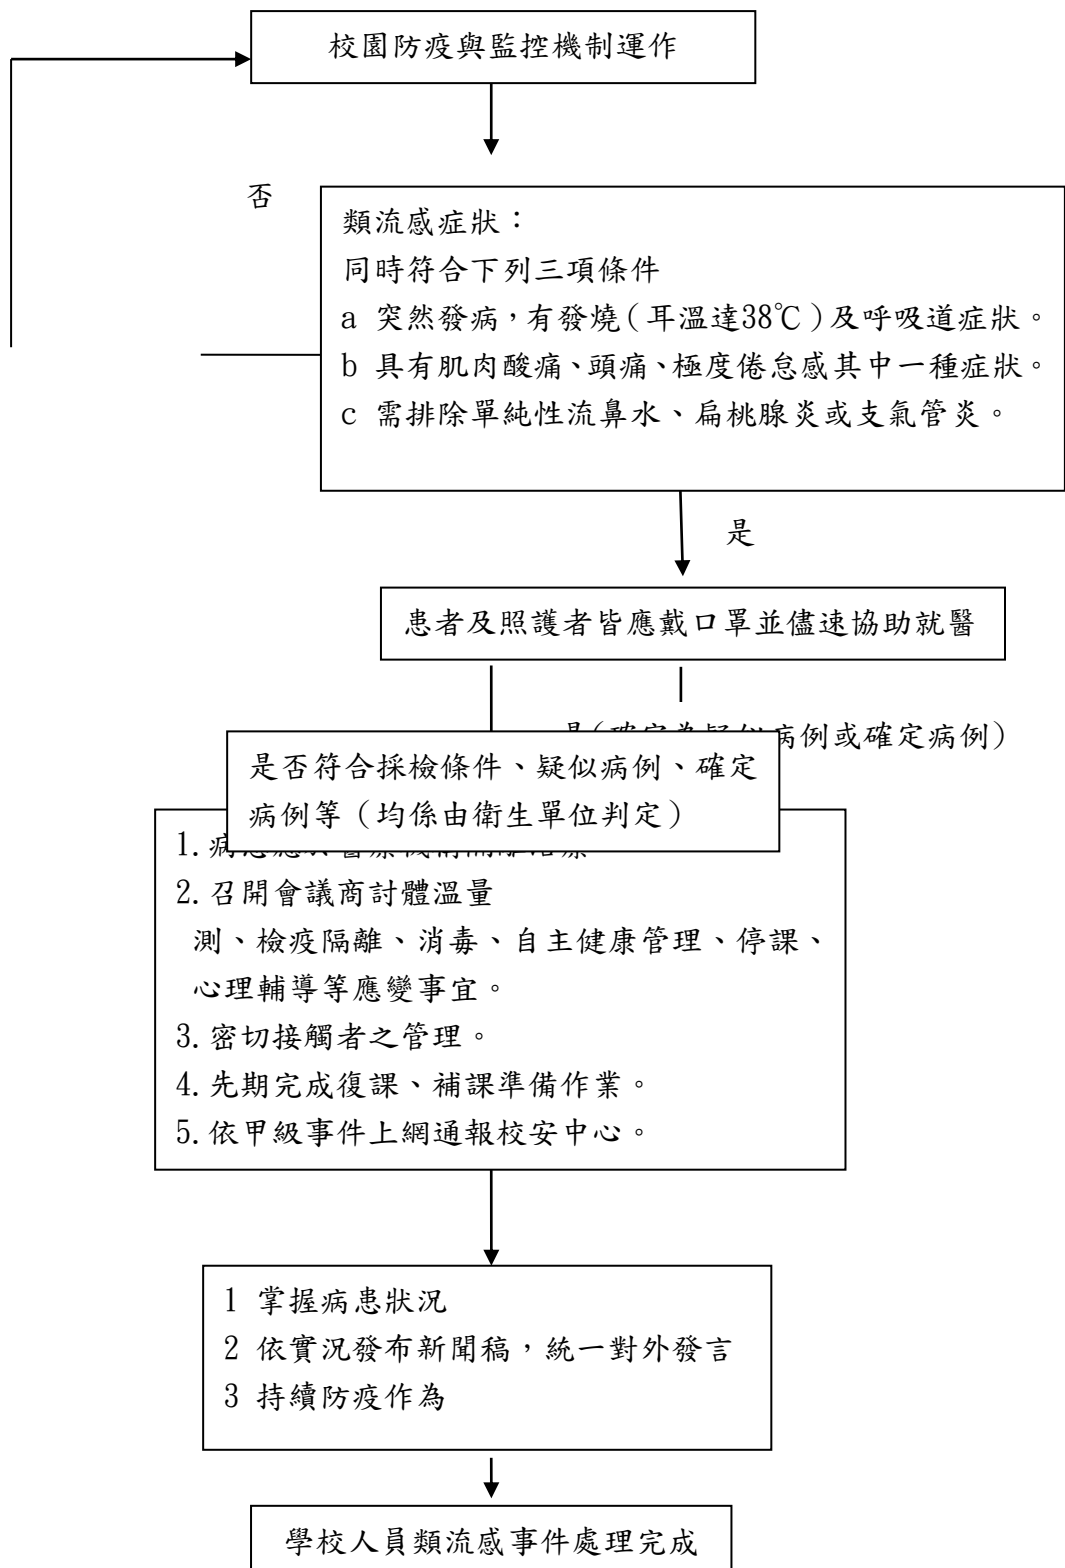 校園防疫與監控機制運作
否
類流感症狀：
同時符合下列三項條件
a 突然發病，有發燒(耳溫達38℃)及呼吸道症狀。
b 具有肌肉酸痛、頭痛、極度倦怠感其中一種症狀。
c 需排除單純性流鼻水、扁桃腺炎或支氣管炎。
是
患者及照護者皆應戴口罩並儘速協助就醫
病例或確定病例)
是否符合採檢條件、疑似病例、確定
病例等（均係由衛生單位判定）
1.
2.召開會議商討體溫量
測、檢疫隔離、消毒、自主健康管理、停課、
心理輔導等應變事宜。
3.密切接觸者之管理。
4.先期完成復課、補課準備作業。
5.依甲級事件上網通報校安中心。
1 掌握病患狀況
2 依實況發布新聞稿，統一對外發言
3 持續防疫作為
學校人員類流感事件處理完成